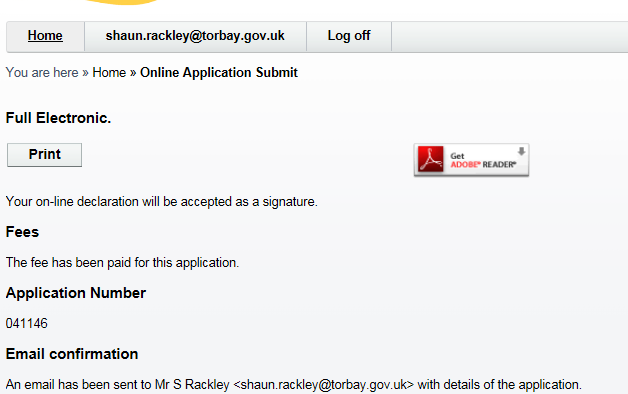 Home shaun.rackley@torbay.gov.uk Log off
You are here » Home » Online Application Submit
Full Electronic.
Print
Get
ADOBE® READER®
Your on-line declaration will be accepted as a signature.
Fees
The fee has been paid for this application.
Application Number
041146
Email confirmation
An email has been sent to Mr S Rackley <shaun.rackley@torbay.gov.uk> with details of the application.